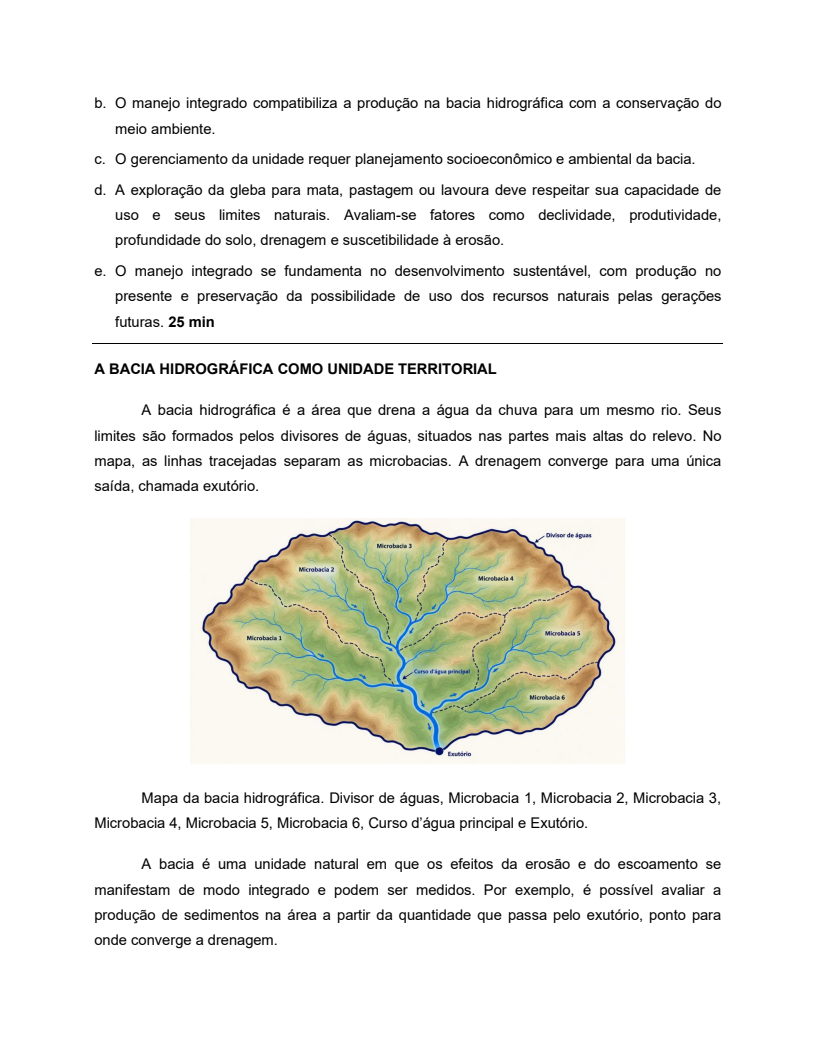 b. O manejo integrado compatibiliza a produção na bacia hidrográfica com a conservação do
meio ambiente.
c. O gerenciamento da unidade requer planejamento socioeconômico e ambiental da bacia.
d. A exploração da gleba para mata, pastagem ou lavoura deve respeitar sua capacidade de
uso e seus limites naturais. Avaliam-se fatores como declividade, produtividade,
profundidade do solo, drenagem e suscetibilidade à erosão.
e. O manejo integrado se fundamenta no desenvolvimento sustentável, com produção no
presente e preservação da possibilidade de uso dos recursos naturais pelas gerações
futuras. 25 min
A BACIA HIDROGRÁFICA COMO UNIDADE TERRITORIAL
A bacia hidrográfica é a área que drena a água da chuva para um mesmo rio. Seus
limites são formados pelos divisores de águas, situados nas partes mais altas do relevo. No
mapa, as linhas tracejadas separam as microbacias. A drenagem converge para uma única
saída, chamada exutório.
Divisor de águas
Microbacia 3
Microbacia 2
Microbacia 4
Microbacia 5
Microbacia 1
Curso d'água principal
Microbacia 6
Exutório
Mapa da bacia hidrográfica. Divisor de águas, Microbacia 1, Microbacia 2, Microbacia 3,
Microbacia 4, Microbacia 5, Microbacia 6, Curso d’água principal e Exutório.
A bacia é uma unidade natural em que os efeitos da erosão e do escoamento se
manifestam de modo integrado e podem ser medidos. Por exemplo, é possível avaliar a
produção de sedimentos na área a partir da quantidade que passa pelo exutório, ponto para
onde converge a drenagem.